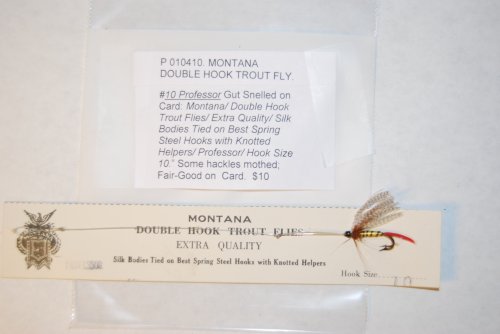 P 010410. MONTANA
DOUBLE HOOK TROUT FLY.
#10 Professor Gut Snelled on
Card: Montana/ Double Hook
Trout Flies/ Extra Quality/ Silk
Bodies Tied on Best Spring
Steel Hooks with Knotted
Helpers/ Professor/ Hook Size
10." Some hackles mothed;
Fair-Good on Card. $10
MONTANA
DOUBLE HOOK TROUT FLIES
EXTRA QUALITY
Silk Bodies Tied on Best Spring Steel Hooks with Knotted Helpers
Hook Size 10